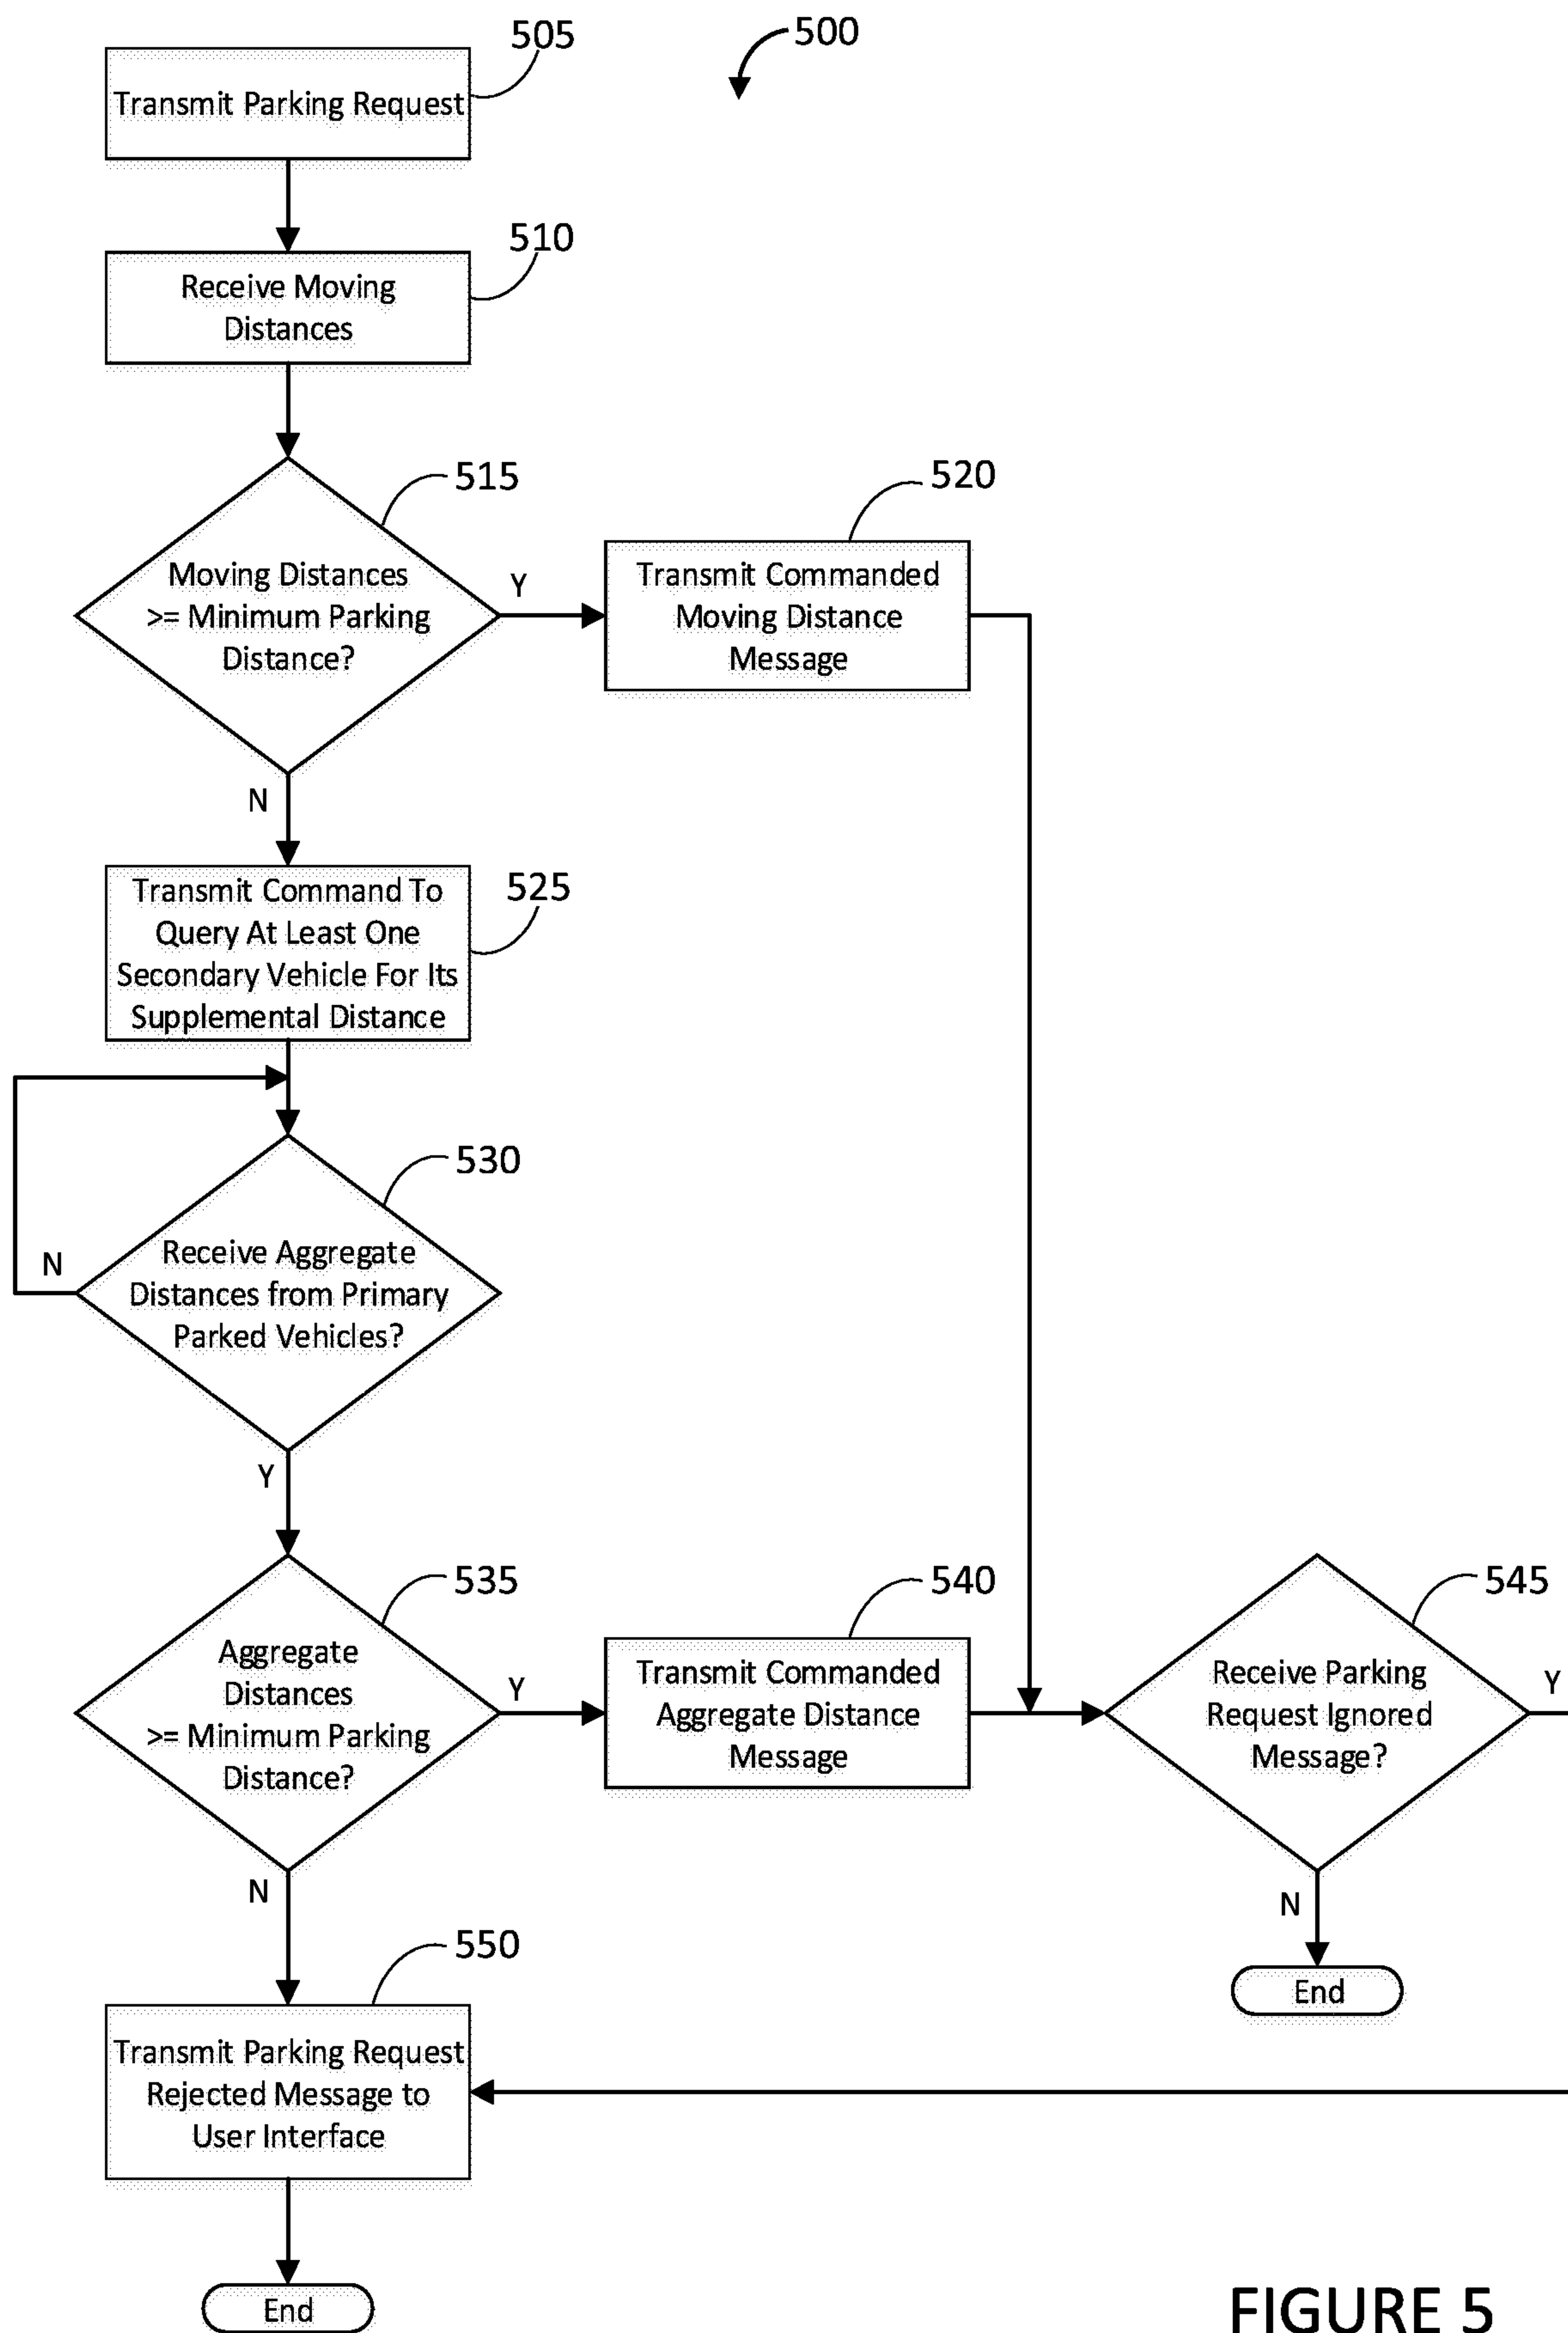 505
500
Transmit Parking Request
510
Receive Moving
Distances
515
520
Moving Distances
>= Minimum Parking
Distance?
Y
Transmit Commanded
Moving Distance
Message
N
525
Transmit Command To
Query At Least One
Secondary Vehicle For Its
Supplemental Distance
530
Receive Aggregate
Distances from Primary
Parked Vehicles?
N
Y
535
540
545
Aggregate
Distances
>= Minimum Parking
Distance?
Y
Transmit Commanded
Aggregate Distance
Message
Receive Parking
Request Ignored
Message?
Y
N
N
550
End
Transmit Parking Request
Rejected Message to
User Interface
End
FIGURE 5